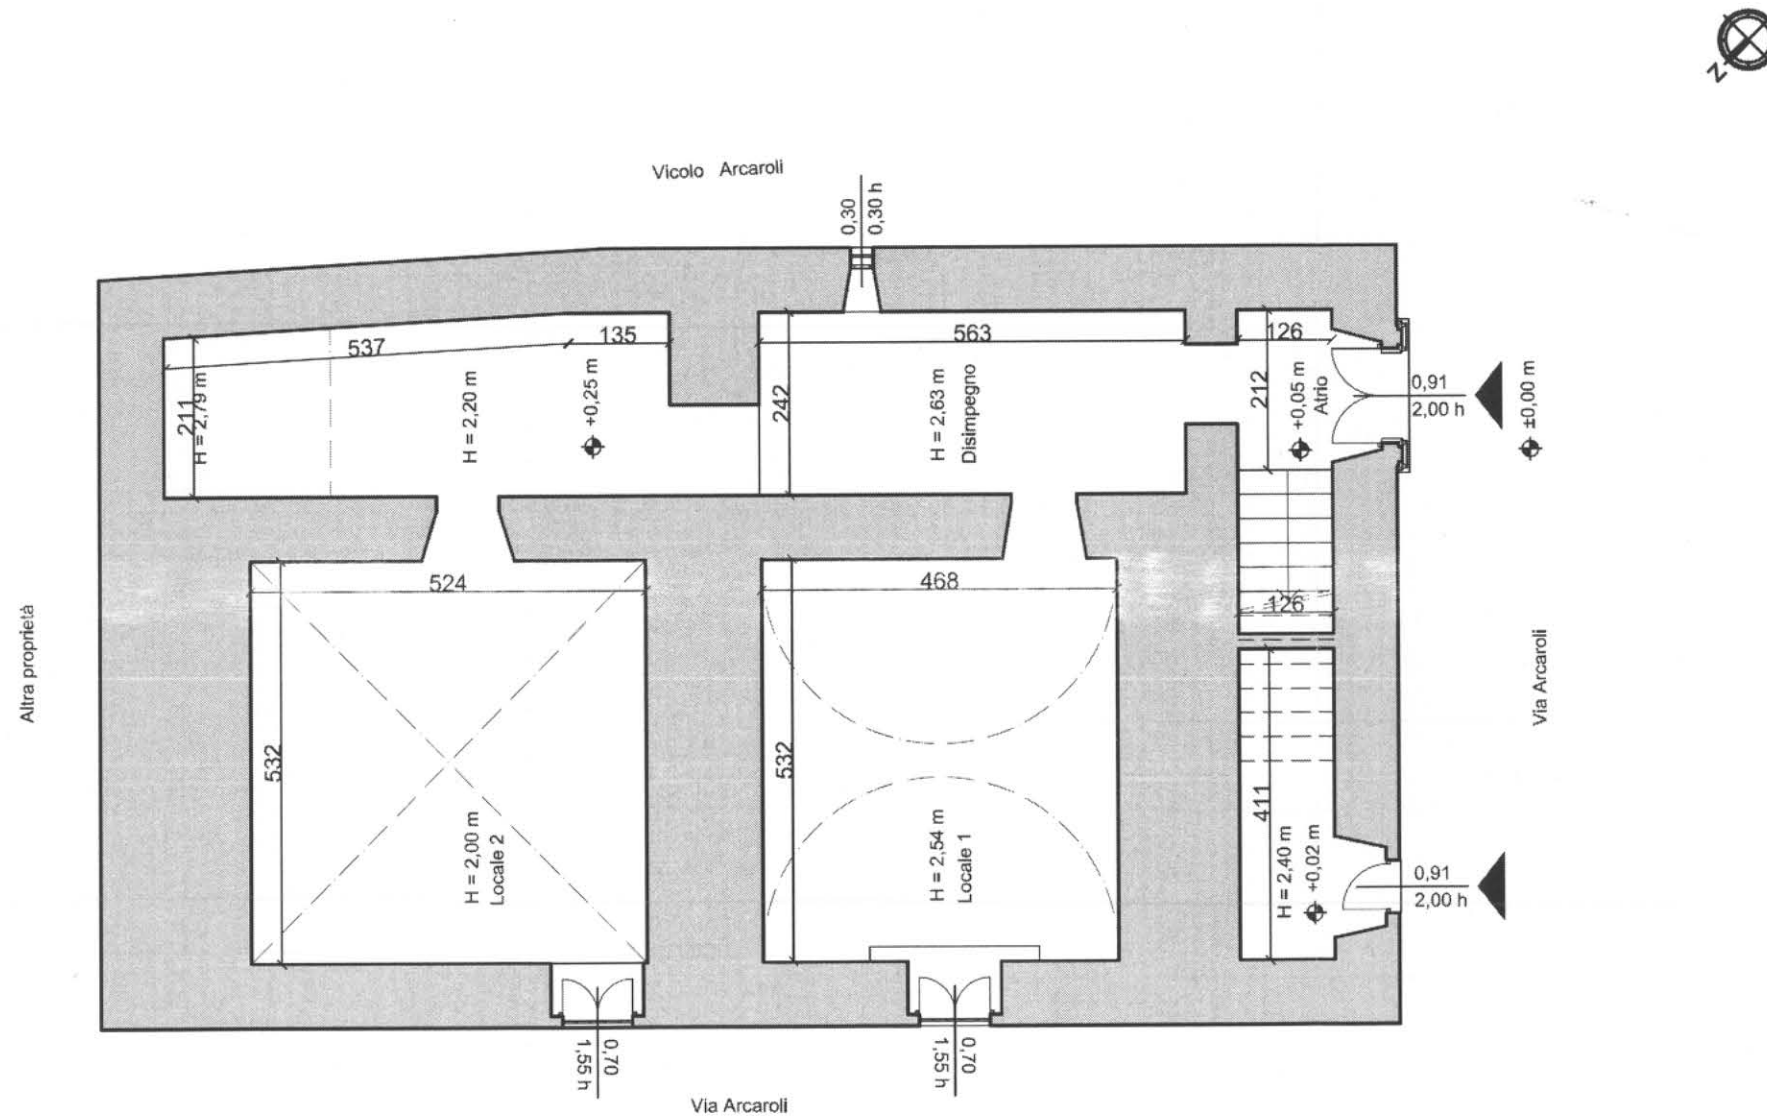 N
Vicolo Arcaroli
0,30
0,30 h
537
135
563
126
211
H = 2,79 m
H = 2,20 m
+0,25 m
242
H = 2,63 m
Disimpegno
212
+0,05 m
Atrio
0,91
2,00 h
±0,00 m
524
468
126
Altra proprietà
532
H = 2,00 m
Locale 2
532
H = 2,54 m
Locale 1
411
H = 2,40 m
+0,02 m
0,91
2,00 h
Via Arcaroli
0,70
1,55 h
0,70
1,55 h
Via Arcaroli